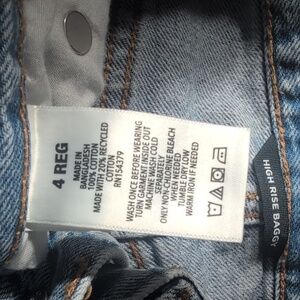 4 REG
MADE IN
BANGLADESH
100% COTTON
MADE WITH 20% RECYCLED
COTTON
RN154379
WASH ONCE BEFORE WEARING
TURN GARMENT INSIDE OUT
MACHINE WASH COLD
SEPARATELY
ONLY NON-CHLORINE BLEACH
WHEN NEEDED
TUMBLE DRY LOW
WARM IRON IF NEEDED
HIGH RISE BAGGY